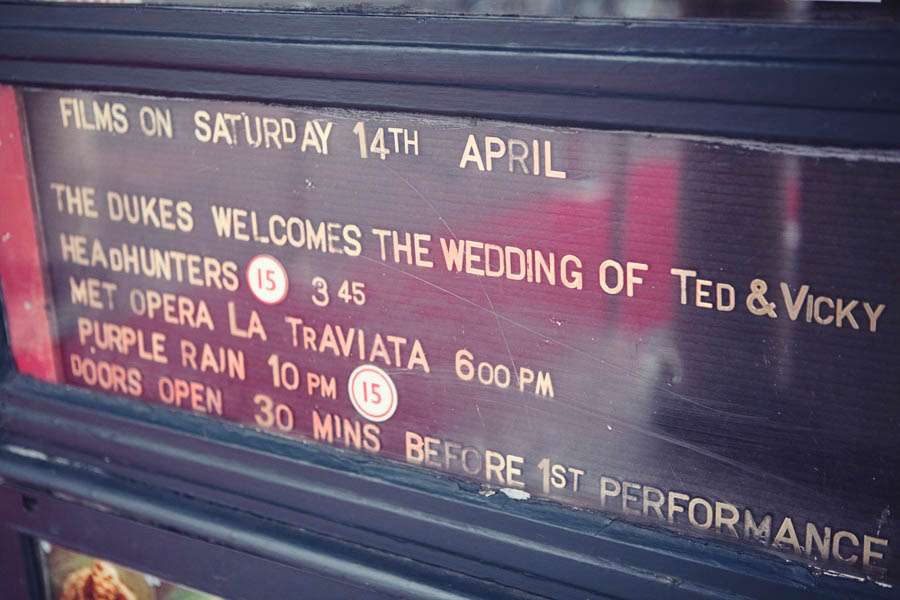 FILMS ON SATURDAY 14TH APRIL
THE DUKES WELCOMES THE WEDDING OF TED & VICKY
HEADHUNTERS 15 3 45
MET OPERA LA TRAVIATA 6 00 PM
PURPLE RAIN 10 PM 15
DOORS OPEN 30 MINS BEFORE 1ST PERFORMANCE